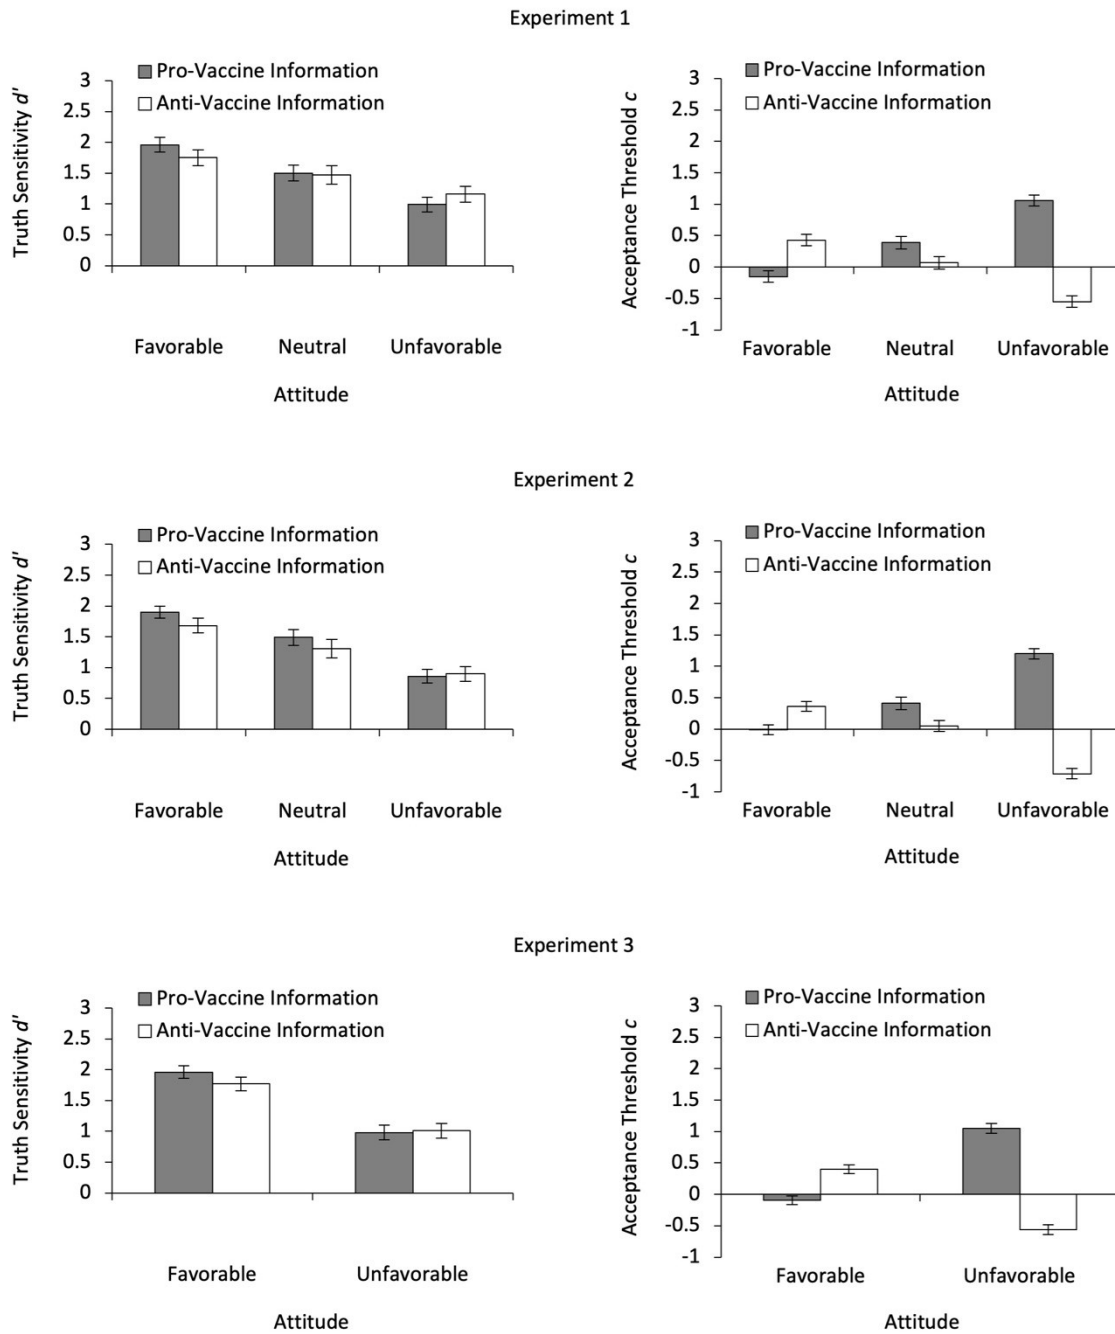 Experiment 1
Pro-Vaccine Information
Anti-Vaccine Information
Truth Sensitivity d′
3
2.5
2
1.5
1
0.5
0
Favorable Neutral Unfavorable
Attitude
Pro-Vaccine Information
Anti-Vaccine Information
Acceptance Threshold c
3
2.5
2
1.5
1
0.5
0
-0.5
-1
Favorable Neutral Unfavorable
Attitude
Experiment 2
Pro-Vaccine Information
Anti-Vaccine Information
Truth Sensitivity d′
3
2.5
2
1.5
1
0.5
0
Favorable Neutral Unfavorable
Attitude
Pro-Vaccine Information
Anti-Vaccine Information
Acceptance Threshold c
3
2.5
2
1.5
1
0.5
0
-0.5
-1
Favorable Neutral Unfavorable
Attitude
Experiment 3
Pro-Vaccine Information
Anti-Vaccine Information
Truth Sensitivity d′
3
2.5
2
1.5
1
0.5
0
Favorable Unfavorable
Attitude
Pro-Vaccine Information
Anti-Vaccine Information
Acceptance Threshold c
3
2.5
2
1.5
1
0.5
0
-0.5
-1
Favorable Unfavorable
Attitude